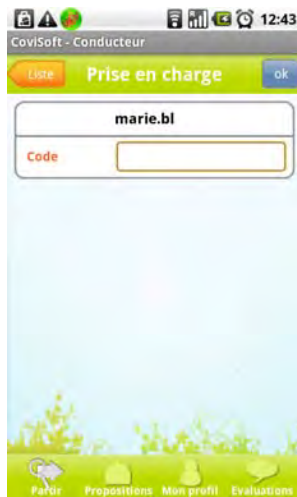 12:43
CoviSoft - Conducteur
Liste Prise en charge ok
marie.bl
Code
Partir Propositions Mon profil Evaluations